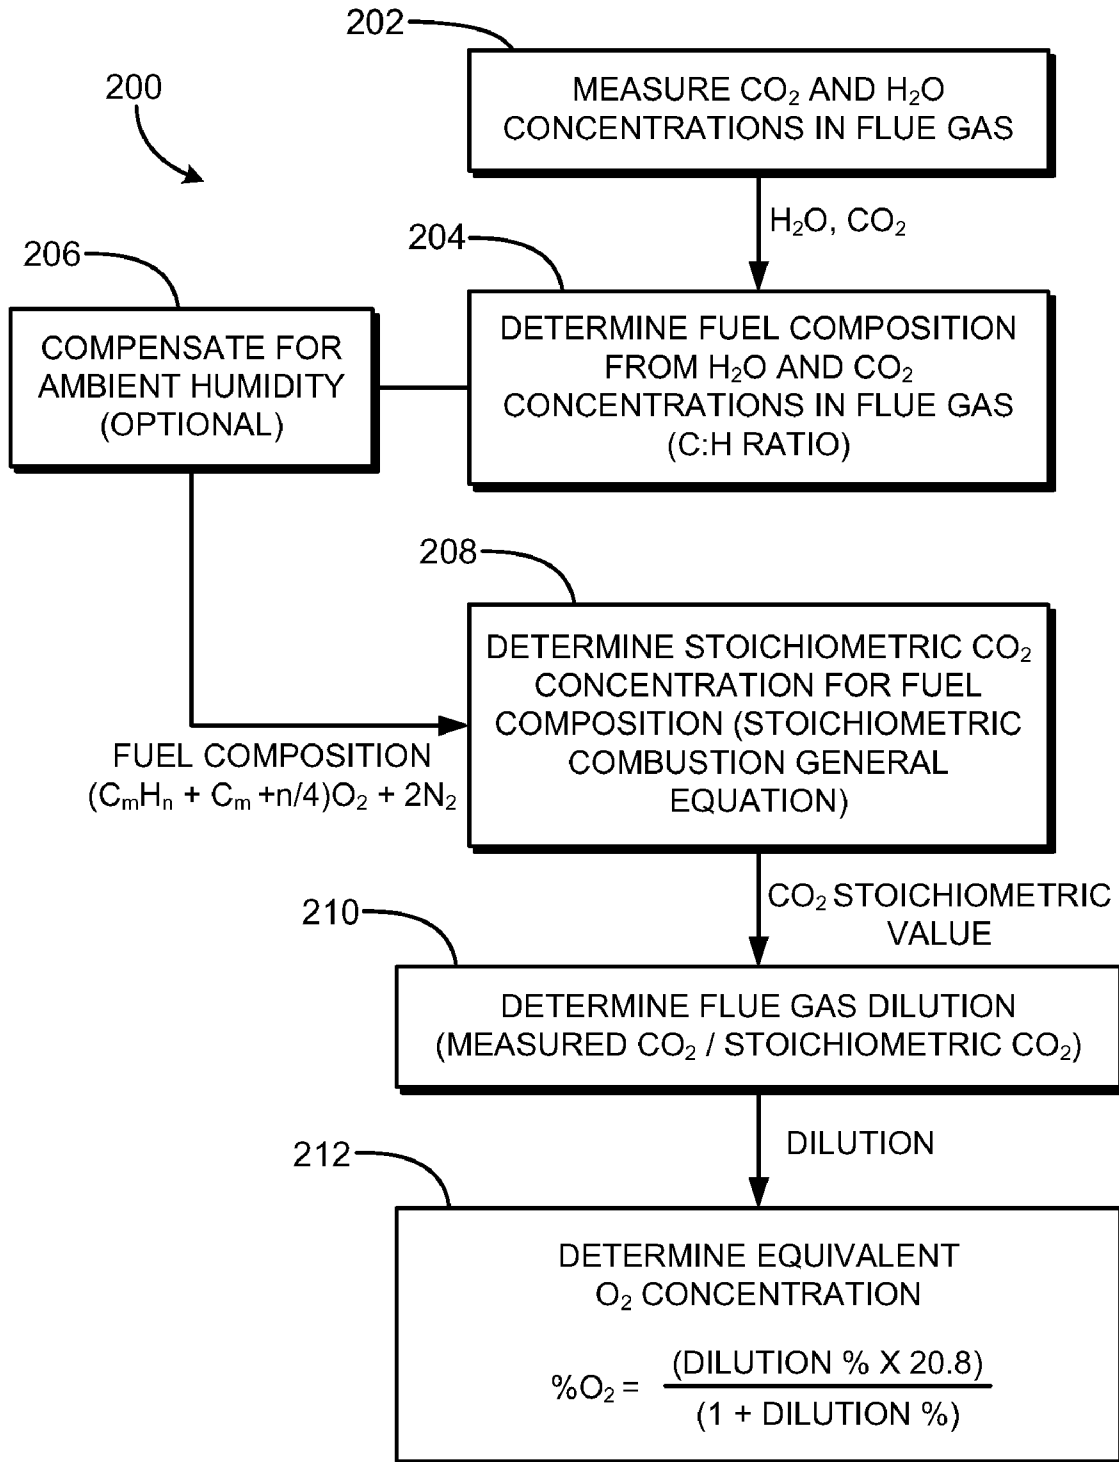 202
200
MEASURE CO₂ AND H₂O
CONCENTRATIONS IN FLUE GAS
H₂O, CO₂
204
206
DETERMINE FUEL COMPOSITION
FROM H₂O AND CO₂
CONCENTRATIONS IN FLUE GAS
(C:H RATIO)
COMPENSATE FOR
AMBIENT HUMIDITY
(OPTIONAL)
208
DETERMINE STOICHIOMETRIC CO₂
CONCENTRATION FOR FUEL
COMPOSITION (STOICHIOMETRIC
COMBUSTION GENERAL
EQUATION)
FUEL COMPOSITION
(CₘHₙ + Cₘ +n/4)O₂ + 2N₂
CO₂ STOICHIOMETRIC
VALUE
210
DETERMINE FLUE GAS DILUTION
(MEASURED CO₂ / STOICHIOMETRIC CO₂)
DILUTION
212
DETERMINE EQUIVALENT
O₂ CONCENTRATION
%O₂ =
(DILUTION % X 20.8)
(1 + DILUTION %)